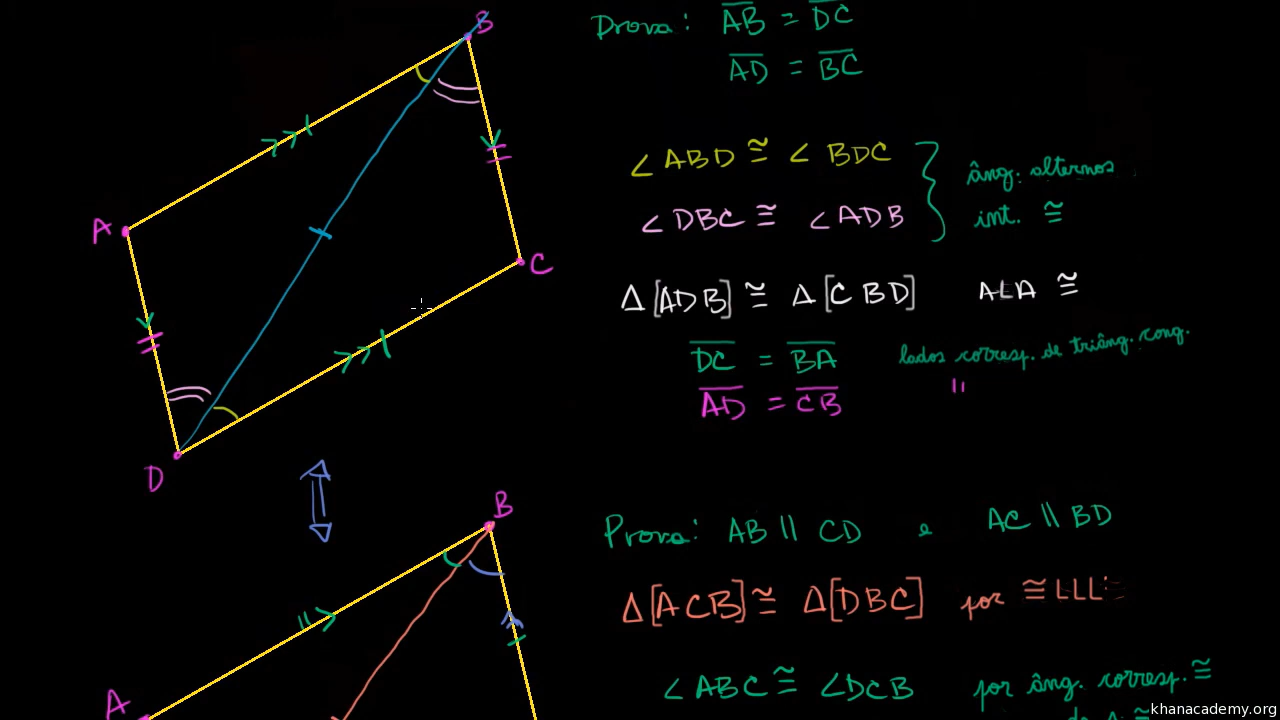 B
A
C
D
Prova: AB = DC
AD = BC
∠ABD ≅ ∠BDC
∠DBC ≅ ∠ADB
âng. alternos
int. ≅
Δ[ADB] ≅ Δ[CBD] ALA ≅
DC = BA lados corresp. de triâng. cong.
AD = CB "
B
A
Prova: AB || CD e AC || BD
Δ[ACB] ≅ Δ[DBC] por ≅ LLL
∠ABC ≅ ∠DCB por âng. corresp. ≅
de Δ ≅
khanacademy.org